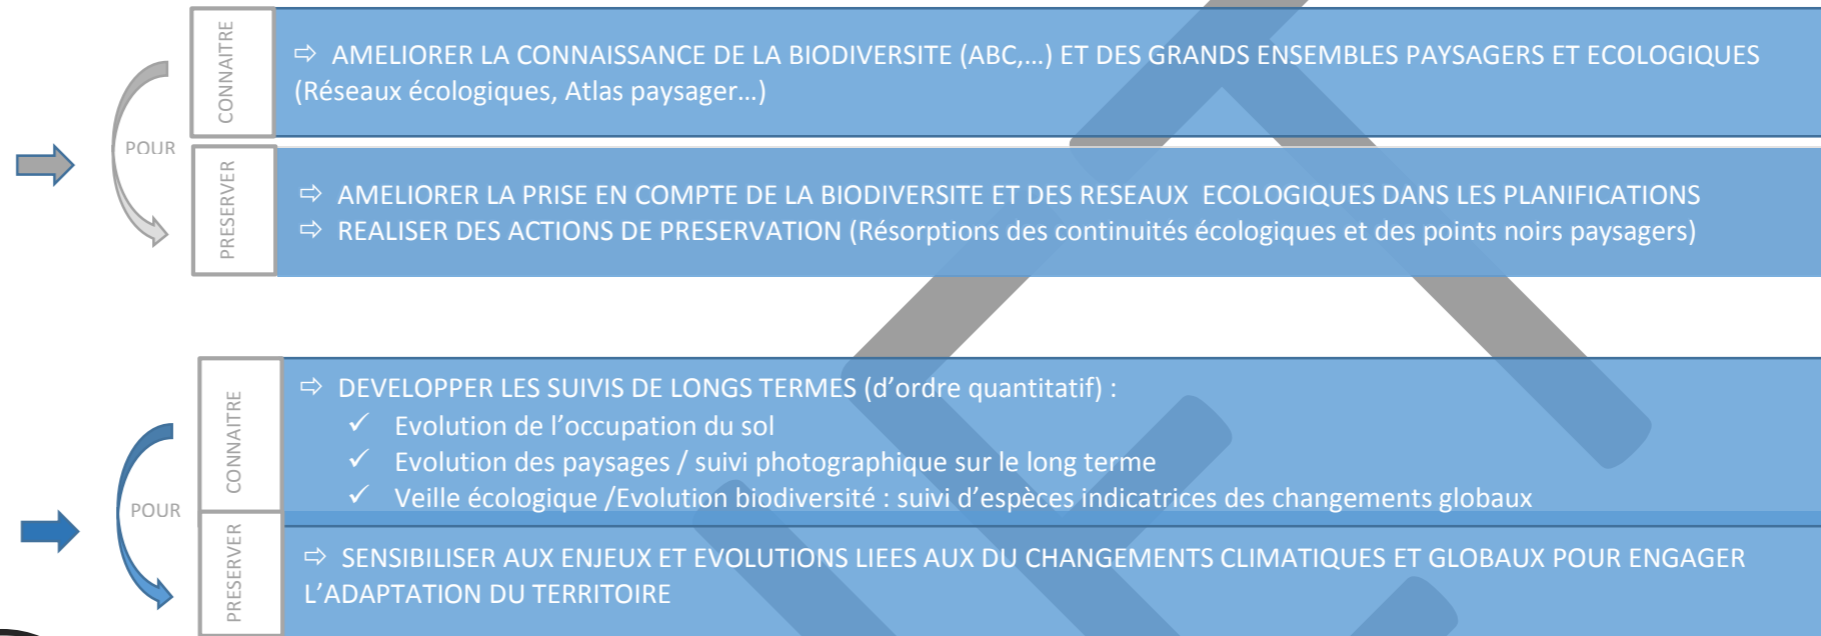 CONNAITRE
⇨ AMELIORER LA CONNAISSANCE DE LA BIODIVERSITE (ABC,...) ET DES GRANDS ENSEMBLES PAYSAGERS ET ECOLOGIQUES
(Réseaux écologiques, Atlas paysager...)
POUR
PRESERVER
⇨ AMELIORER LA PRISE EN COMPTE DE LA BIODIVERSITE ET DES RESEAUX ECOLOGIQUES DANS LES PLANIFICATIONS
⇨ REALISER DES ACTIONS DE PRESERVATION (Résorptions des continuités écologiques et des points noirs paysagers)
CONNAITRE
⇨ DEVELOPPER LES SUIVIS DE LONGS TERMES (d'ordre quantitatif) :
✓ Evolution de l'occupation du sol
✓ Evolution des paysages / suivi photographique sur le long terme
✓ Veille écologique /Evolution biodiversité : suivi d'espèces indicatrices des changements globaux
POUR
PRESERVER
⇨ SENSIBILISER AUX ENJEUX ET EVOLUTIONS LIEES AUX DU CHANGEMENTS CLIMATIQUES ET GLOBAUX POUR ENGAGER
L'ADAPTATION DU TERRITOIRE